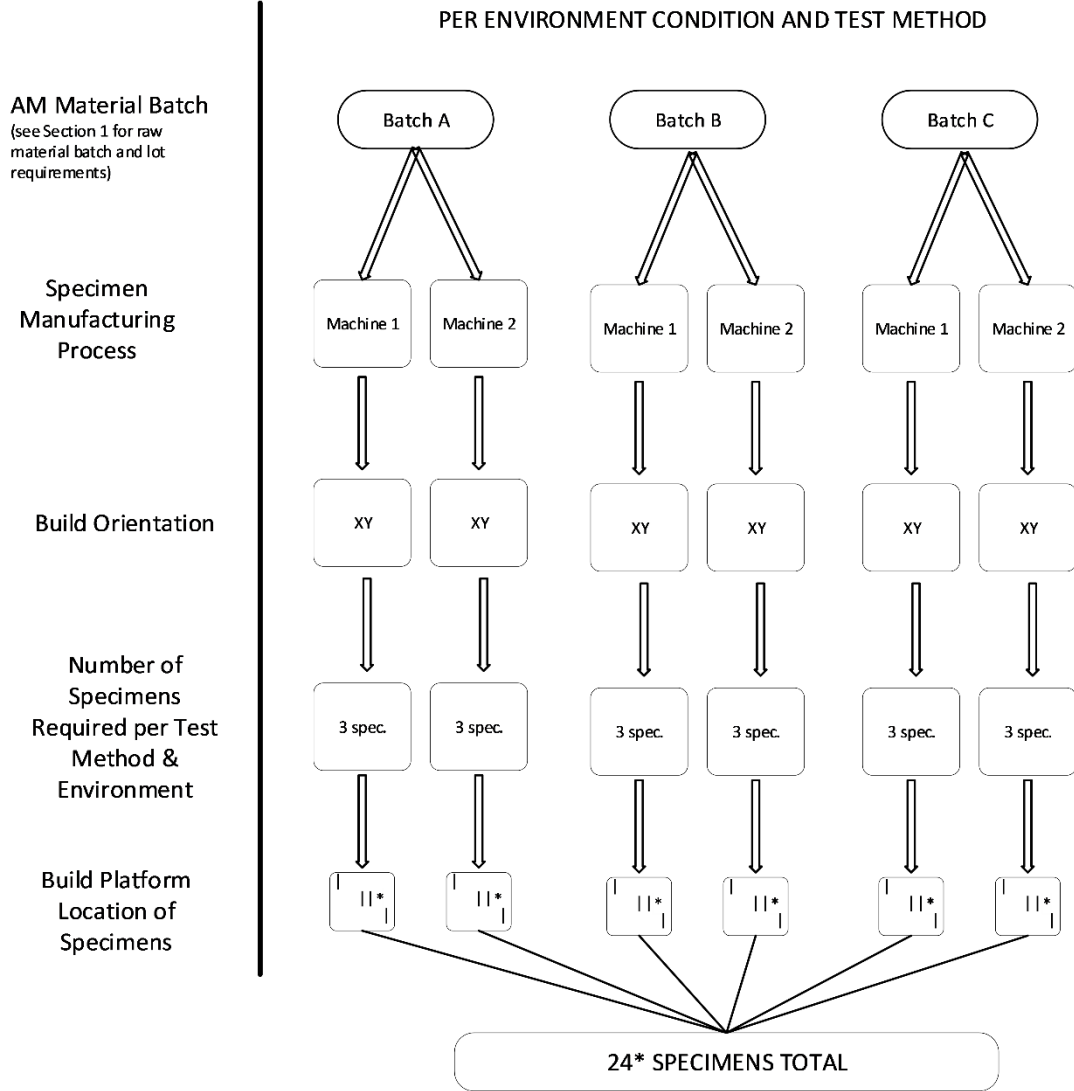 PER ENVIRONMENT CONDITION AND TEST METHOD
AM Material Batch
(see Section 1 for raw
material batch and lot
requirements)
Batch A
Batch B
Batch C
Specimen
Manufacturing
Process
Machine 1
Machine 2
Machine 1
Machine 2
Machine 1
Machine 2
Build Orientation
XY
XY
XY
XY
XY
XY
Number of
Specimens
Required per Test
Method &
Environment
3 spec.
3 spec.
3 spec.
3 spec.
3 spec.
3 spec.
Build Platform
Location of
Specimens
| ||* |
| ||* |
| ||* |
| ||* |
| ||* |
| ||* |
24* SPECIMENS TOTAL